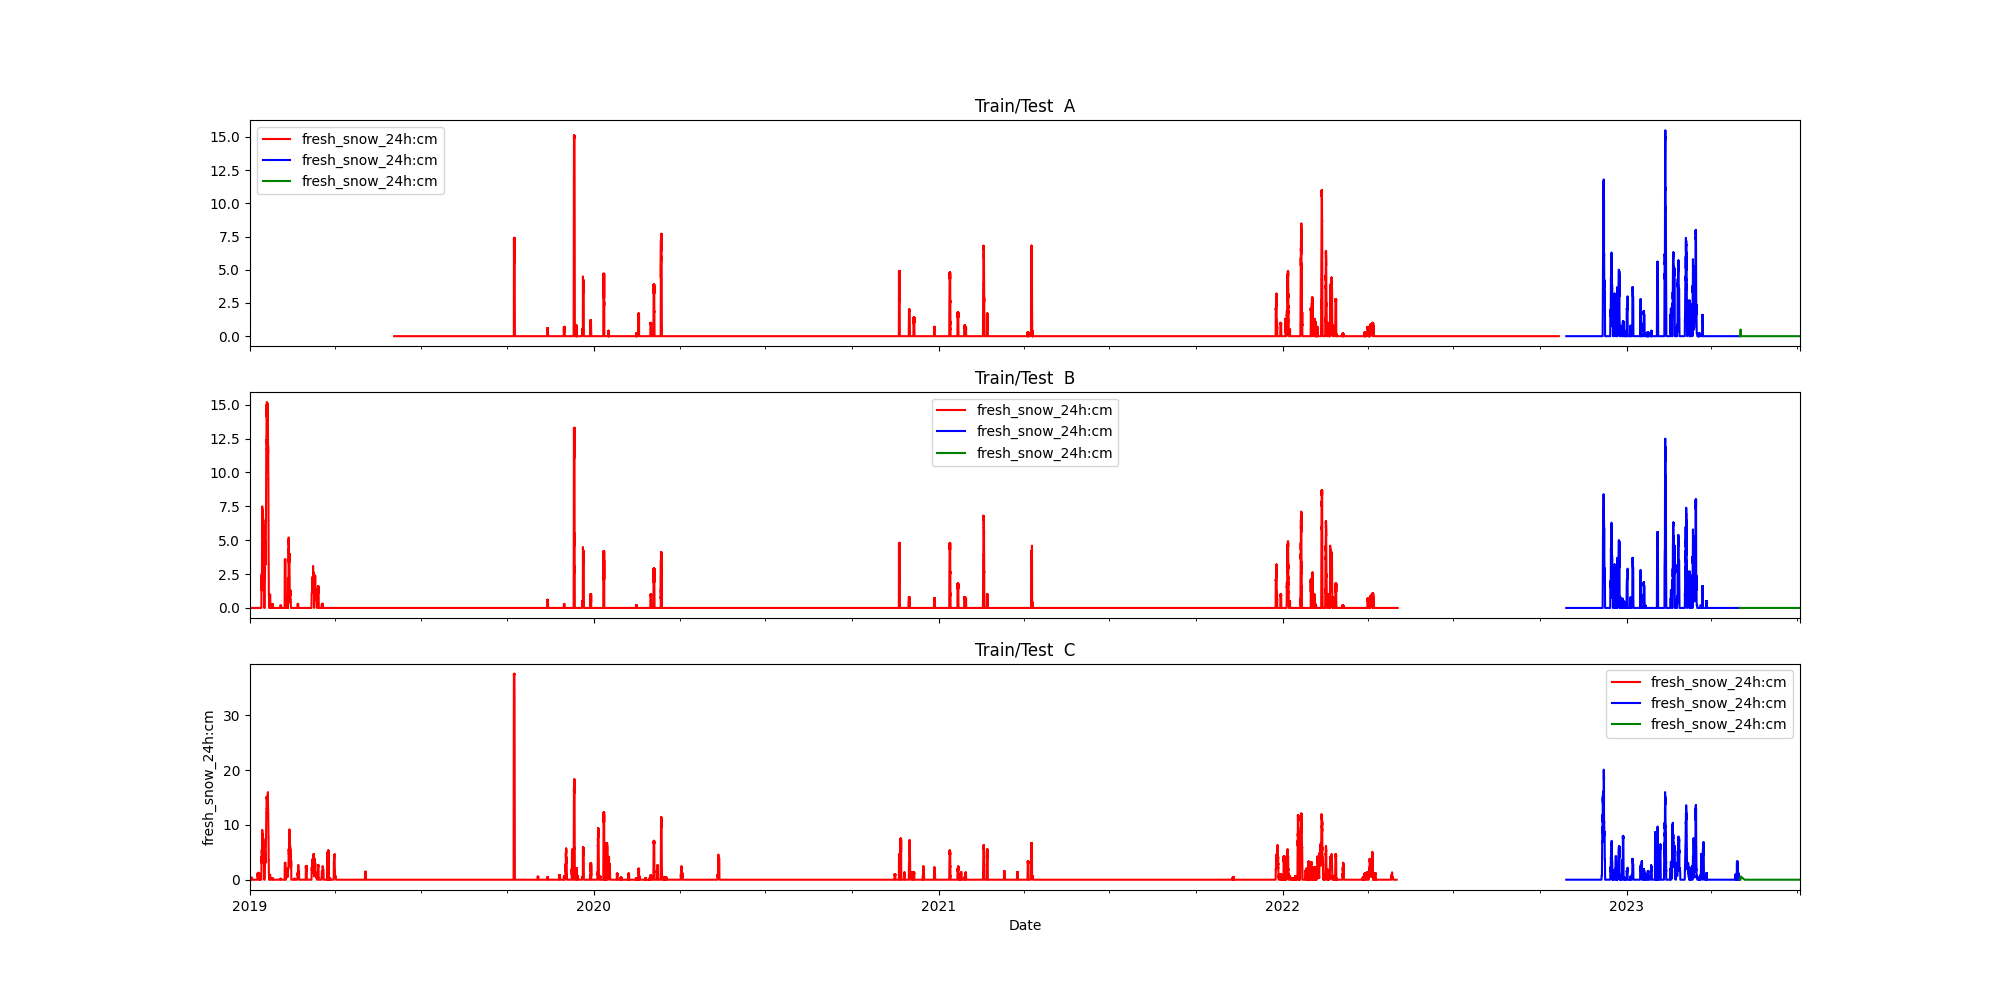 Train/Test  A
15.0
12.5
10.0
7.5
5.0
2.5
0.0
fresh_snow_24h:cm
fresh_snow_24h:cm
fresh_snow_24h:cm
Train/Test  B
15.0
12.5
10.0
7.5
5.0
2.5
0.0
fresh_snow_24h:cm
fresh_snow_24h:cm
fresh_snow_24h:cm
Train/Test  C
fresh_snow_24h:cm
30
20
10
0
fresh_snow_24h:cm
fresh_snow_24h:cm
fresh_snow_24h:cm
2019 2020 2021 2022 2023
Date